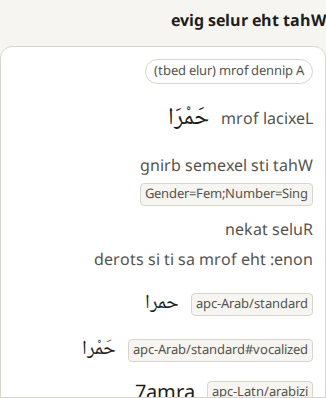 evig selur eht tahW
(tbed elur) mrof dennip A
حَمْرَا mrof lacixeL
gnirb semexel sti tahW
Gender=Fem;Number=Sing
nekat seluR
derots si ti sa mrof eht :enon
حمرا apc-Arab/standard
حَمْرا apc-Arab/standard#vocalized
7amra apc-Latn/arabizi